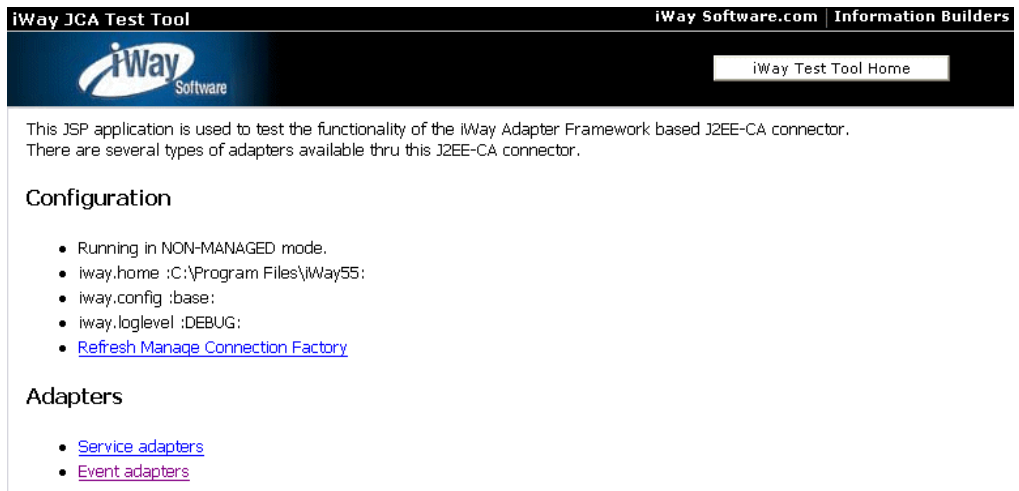 iWay JCA Test Tool
iWay Software.com | Information Builders
iWay
Software
iWay Test Tool Home
This JSP application is used to test the functionality of the iWay Adapter Framework based J2EE-CA connector.
There are several types of adapters available thru this J2EE-CA connector.
Configuration
• Running in NON-MANAGED mode.
• iway.home :C:\Program Files\iWay55:
• iway.config :base:
• iway.loglevel :DEBUG:
• Refresh Manage Connection Factory
Adapters
• Service adapters
• Event adapters